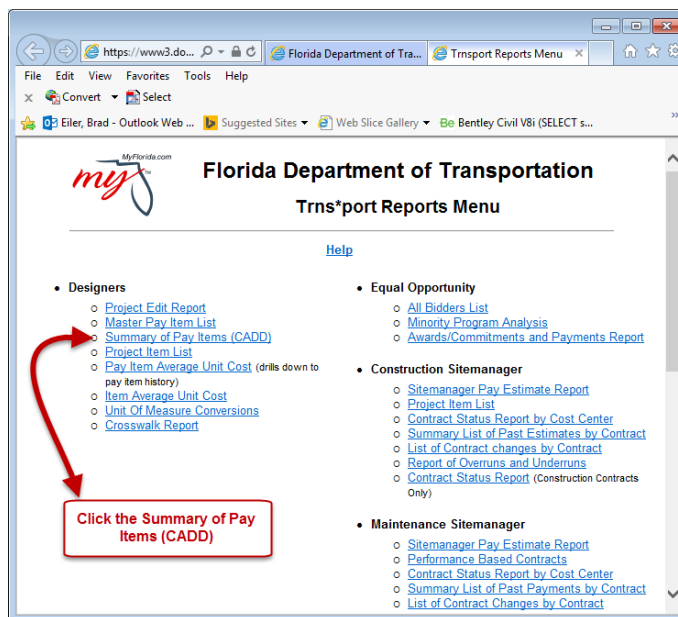 https://www3.do...
Florida Department of Tra...
Trnsport Reports Menu
File Edit View Favorites Tools Help
x Convert Select
Eiler, Brad - Outlook Web ... Suggested Sites Web Slice Gallery Be Bentley Civil V8i (SELECT s...
MyFlorida.com
my
Florida Department of Transportation
Trns*port Reports Menu
Help
Designers
Project Edit Report
Master Pay Item List
Summary of Pay Items (CADD)
Project Item List
Pay Item Average Unit Cost (drills down to
pay item history)
Item Average Unit Cost
Unit Of Measure Conversions
Crosswalk Report
Click the Summary of Pay
Items (CADD)
Equal Opportunity
All Bidders List
Minority Program Analysis
Awards/Commitments and Payments Report
Construction Sitemanager
Sitemanager Pay Estimate Report
Project Item List
Contract Status Report by Cost Center
Summary List of Past Estimates by Contract
List of Contract changes by Contract
Report of Overruns and Underruns
Contract Status Report (Construction Contracts
Only)
Maintenance Sitemanager
Sitemanager Pay Estimate Report
Performance Based Contracts
Contract Status Report by Cost Center
Summary List of Past Payments by Contract
List of Contract Changes by Contract